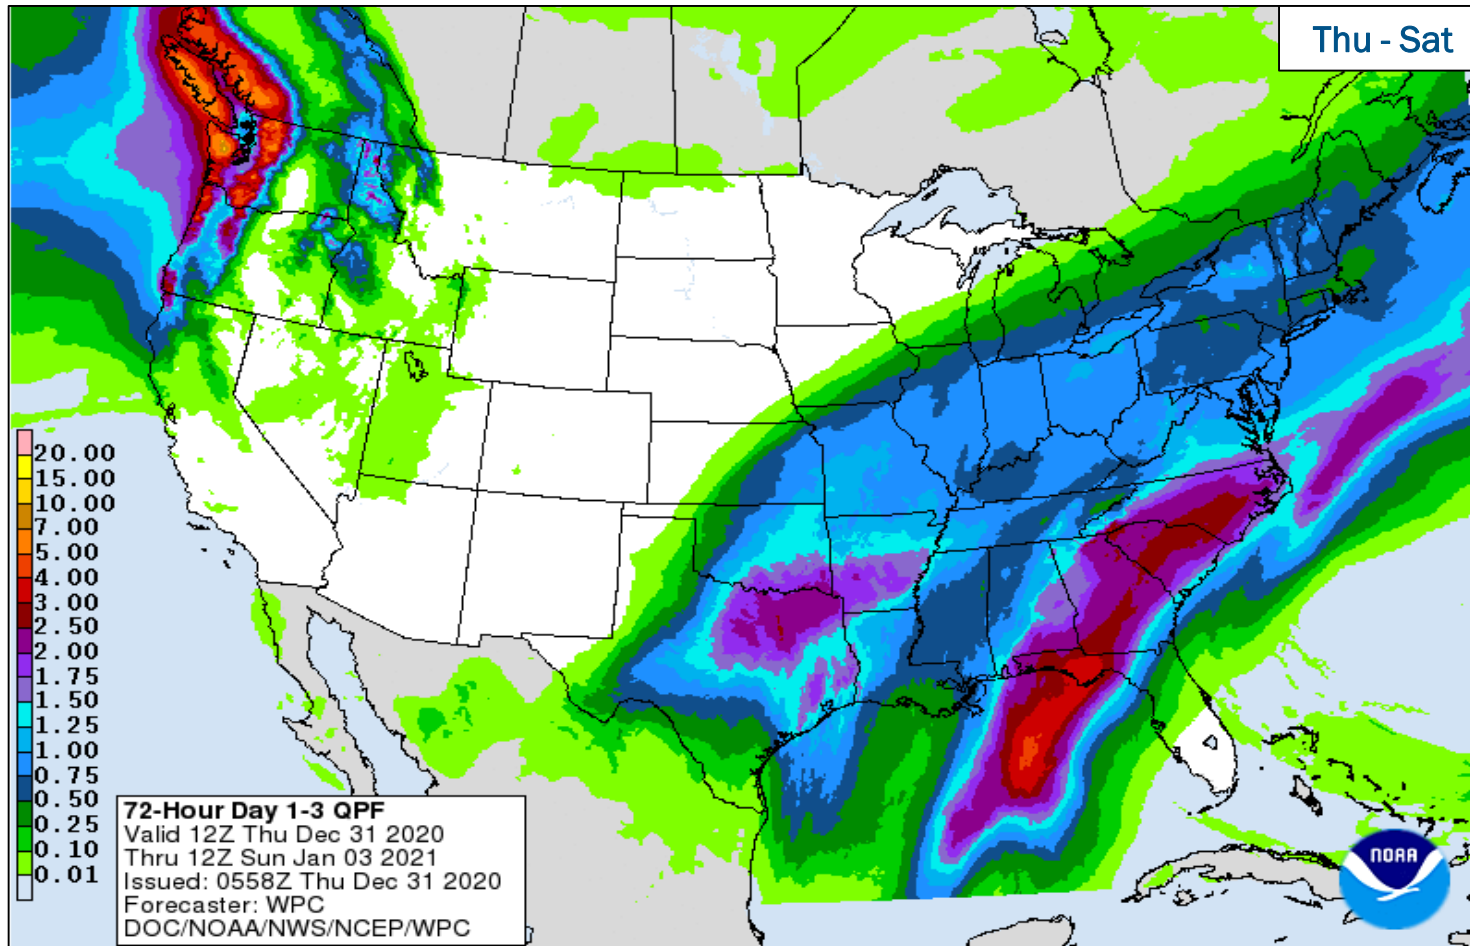 Thu - Sat
20.00
15.00
10.00
7.00
5.00
4.00
3.00
2.50
2.00
1.75
1.50
1.25
1.00
0.75
0.50
0.25
0.10
0.01
72-Hour Day 1-3 QPF
Valid 12Z Thu Dec 31 2020
Thru 12Z Sun Jan 03 2021
Issued: 0558Z Thu Dec 31 2020
Forecaster: WPC
DOC/NOAA/NWS/NCEP/WPC
NOAA